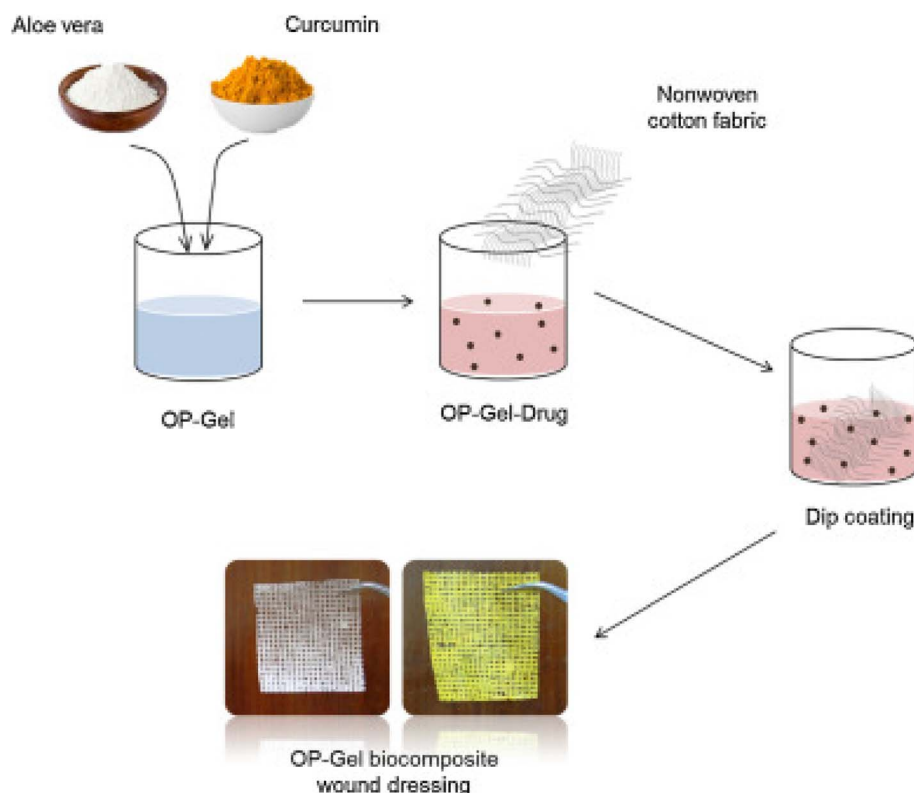 Aloe vera
Curcumin
Nonwoven
cotton fabric
OP-Gel
OP-Gel-Drug
Dip coating
OP-Gel biocomposite
wound dressing